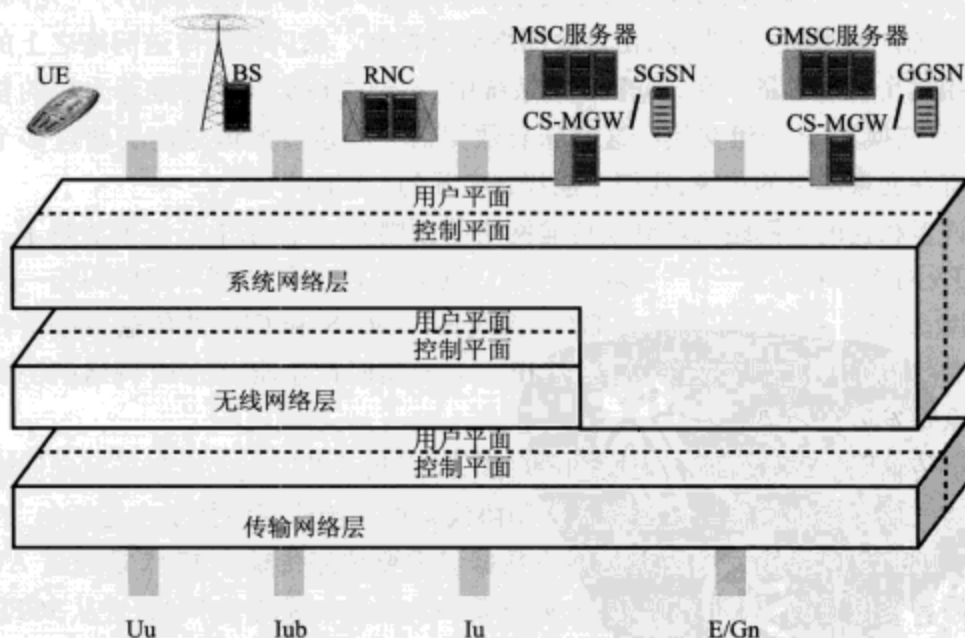 MSC服务器
GMSC服务器
UE
BS
RNC
SGSN
GGSN
CS-MGW /
CS-MGW /
用户平面
控制平面
系统网络层
用户平面
控制平面
无线网络层
用户平面
控制平面
传输网络层
Uu
Iub
Iu
E/Gn